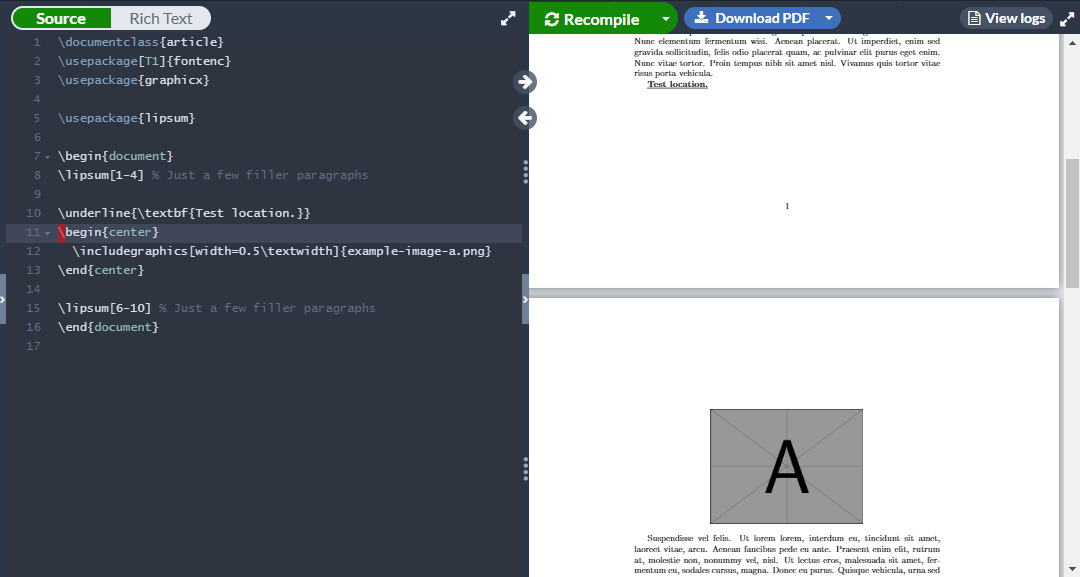 Source Rich Text
1 \documentclass{article}
2 \usepackage[T1]{fontenc}
3 \usepackage{graphicx}
4
5 \usepackage{lipsum}
6
7 \begin{document}
8 \lipsum[1-4] % Just a few filler paragraphs
9
10 \underline{\textbf{Test location.}}
11 \begin{center}
12 \includegraphics[width=0.5\textwidth]{example-image-a.png}
13 \end{center}
14
15 \lipsum[6-10] % Just a few filler paragraphs
16 \end{document}
17
Recompile Download PDF View logs
Nunc elementum fermentum wisi. Aenean placerat. Ut imperdiet, enim sed
gravida sollicitudin, felis odio placerat quam, ac pulvinar elit purus eget enim.
Nunc vitae tortor. Proin tempus nibh sit amet nisl. Vivamus quis tortor vitae
risus porta vehicula.
Test location.
1
A
Suspendisse vel felis. Ut lorem lorem, interdum eu, tincidunt sit amet,
laoreet vitae, arcu. Aenean faucibus pede eu ante. Praesent enim elit, rutrum
at, molestie non, nonummy vel, nisl. Ut lectus eros, malesuada sit amet, fer-
mentum eu, sodales cursus, magna. Donec eu purus. Quisque vehicula, urna sed